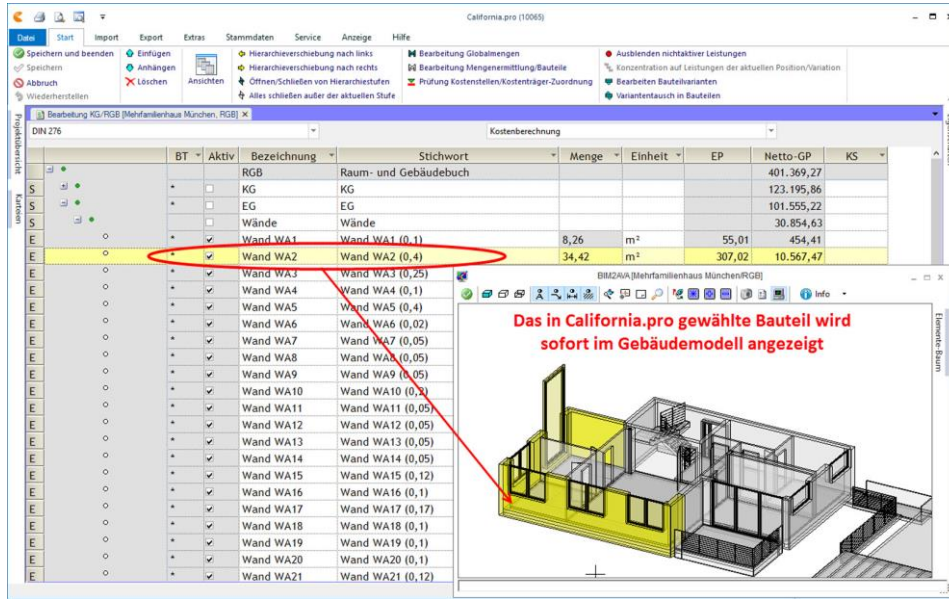 California.pro (10065)
Datei Start Import Export Extras Stammdaten Service Anzeige Hilfe
Speichern und beenden Einfügen Hierarchieverschiebung nach links Bearbeitung Globalmengen Ausblenden nichtaktiver Leistungen
Speichern Anhängen Hierarchieverschiebung nach rechts Bearbeitung Mengenermittlung/Bauteile Konzentration auf Leistungen der aktuellen Position/Variation
Abbruch Löschen Ansichten Öffnen/Schließen von Hierarchiestufen Prüfung Kostenstellen/Kostenträger-Zuordnung Bearbeiten Bauteilvarianten
Wiederherstellen Alles schließen außer der aktuellen Stufe Variantentausch in Bauteilen
Bearbeitung KG/RGB [Mehrfamilienhaus München, RGB]
Projektübersicht
Karteien
DIN 276 Kostenberechnung
BT Aktiv Bezeichnung Stichwort Menge Einheit EP Netto-GP KS
RGB Raum- und Gebäudebuch 401.369,27
S * KG KG 123.195,86
S * EG EG 101.555,22
S Wände Wände 30.854,63
E * Wand WA1 Wand WA1 (0,1) 8,26 m² 55,01 454,41
E * Wand WA2 Wand WA2 (0,4) 34,42 m² 307,02 10.567,47
E * Wand WA3 Wand WA3 (0,25)
E * Wand WA4 Wand WA4 (0,1)
E * Wand WA5 Wand WA5 (0,4)
E * Wand WA6 Wand WA6 (0,02)
E * Wand WA7 Wand WA7 (0,05)
E * Wand WA8 Wand WA8 (0,05)
E * Wand WA9 Wand WA9 (0,05)
E * Wand WA10 Wand WA10 (0,2)
E * Wand WA11 Wand WA11 (0,05)
E * Wand WA12 Wand WA12 (0,05)
E * Wand WA13 Wand WA13 (0,05)
E * Wand WA14 Wand WA14 (0,05)
E * Wand WA15 Wand WA15 (0,12)
E * Wand WA16 Wand WA16 (0,1)
E * Wand WA17 Wand WA17 (0,17)
E * Wand WA18 Wand WA18 (0,1)
E * Wand WA19 Wand WA19 (0,1)
E * Wand WA20 Wand WA20 (0,1)
E * Wand WA21 Wand WA21 (0,12)
BIM2AVA [Mehrfamilienhaus München/RGB]
Info
Das in California.pro gewählte Bauteil wird
sofort im Gebäudemodell angezeigt
Elemente-Baum